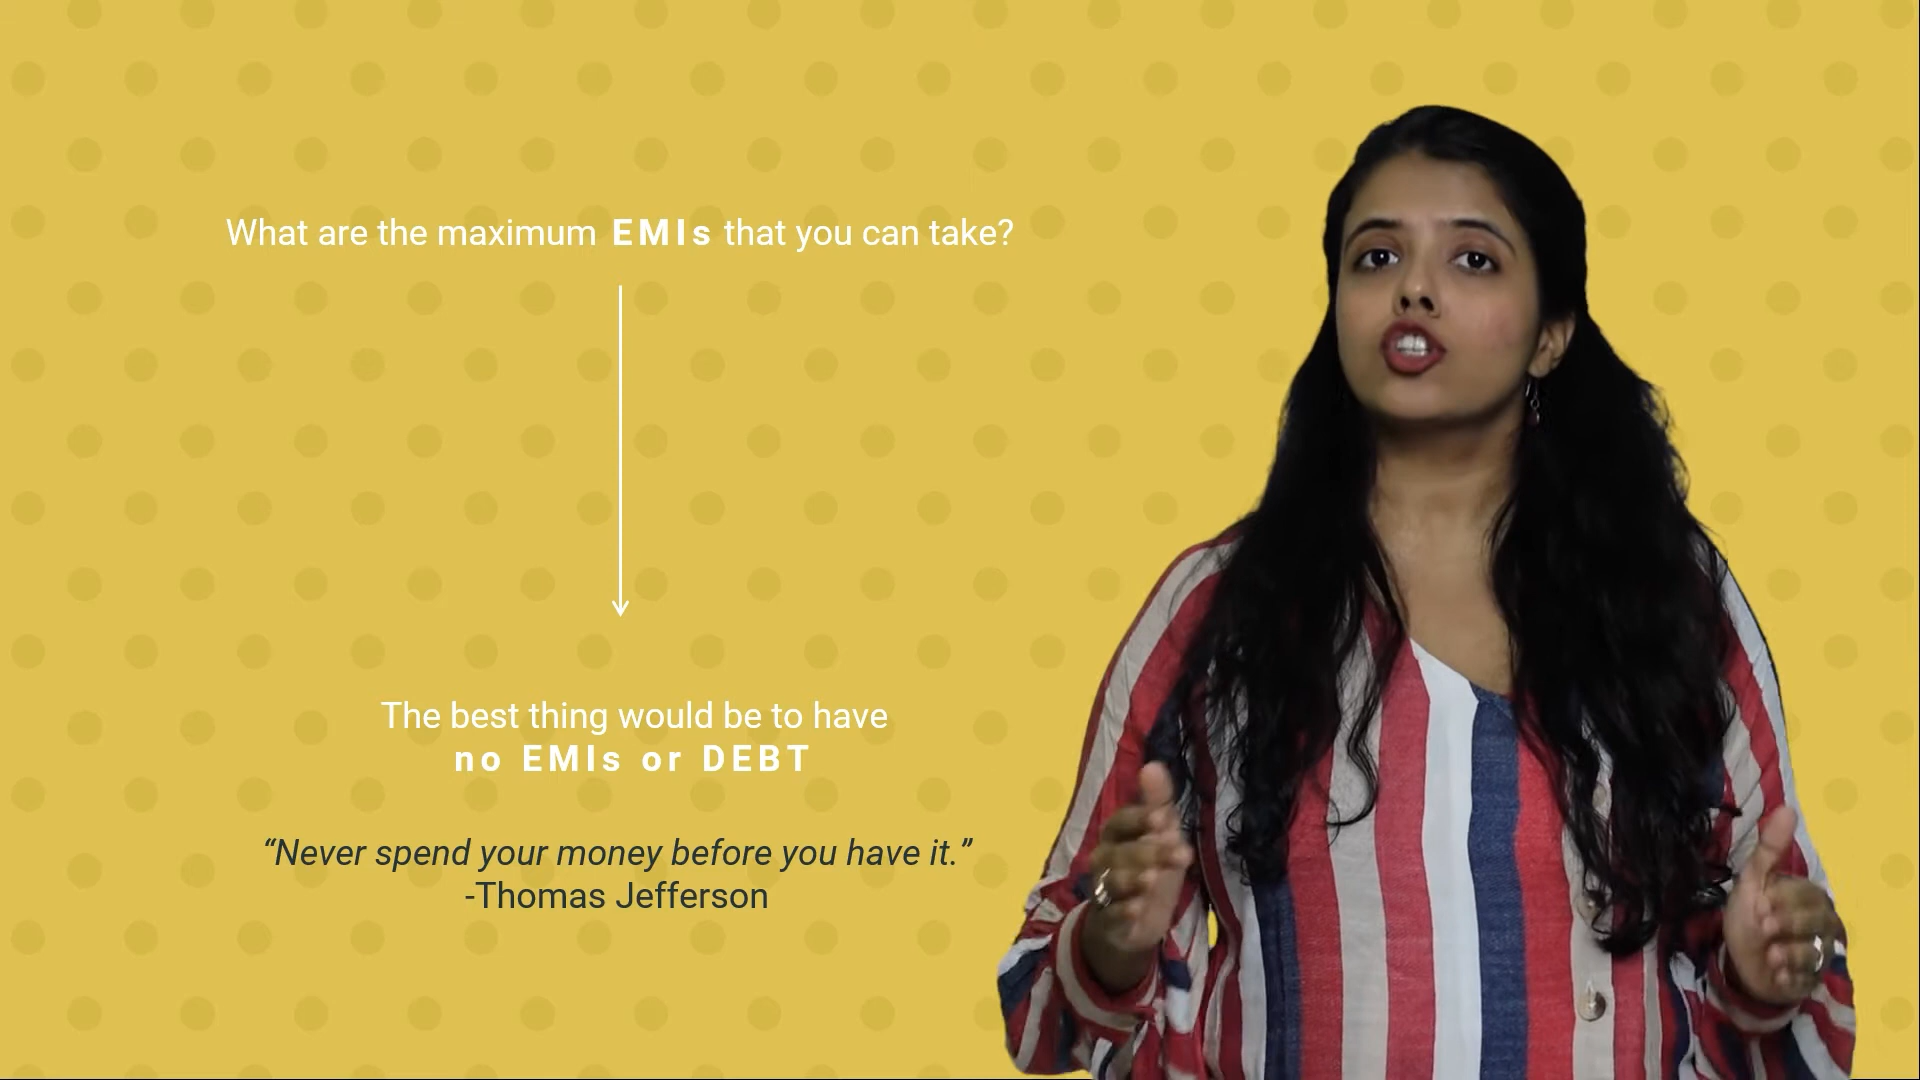 What are the maximum EMIs that you can take?
The best thing would be to have
no EMIs or DEBT
“Never spend your money before you have it.”
-Thomas Jefferson